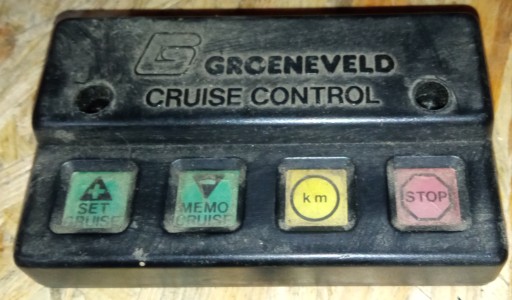 G GROENEVELD
CRUISE CONTROL
SET
CRUISE
MEMO
CRUISE
km
STOP